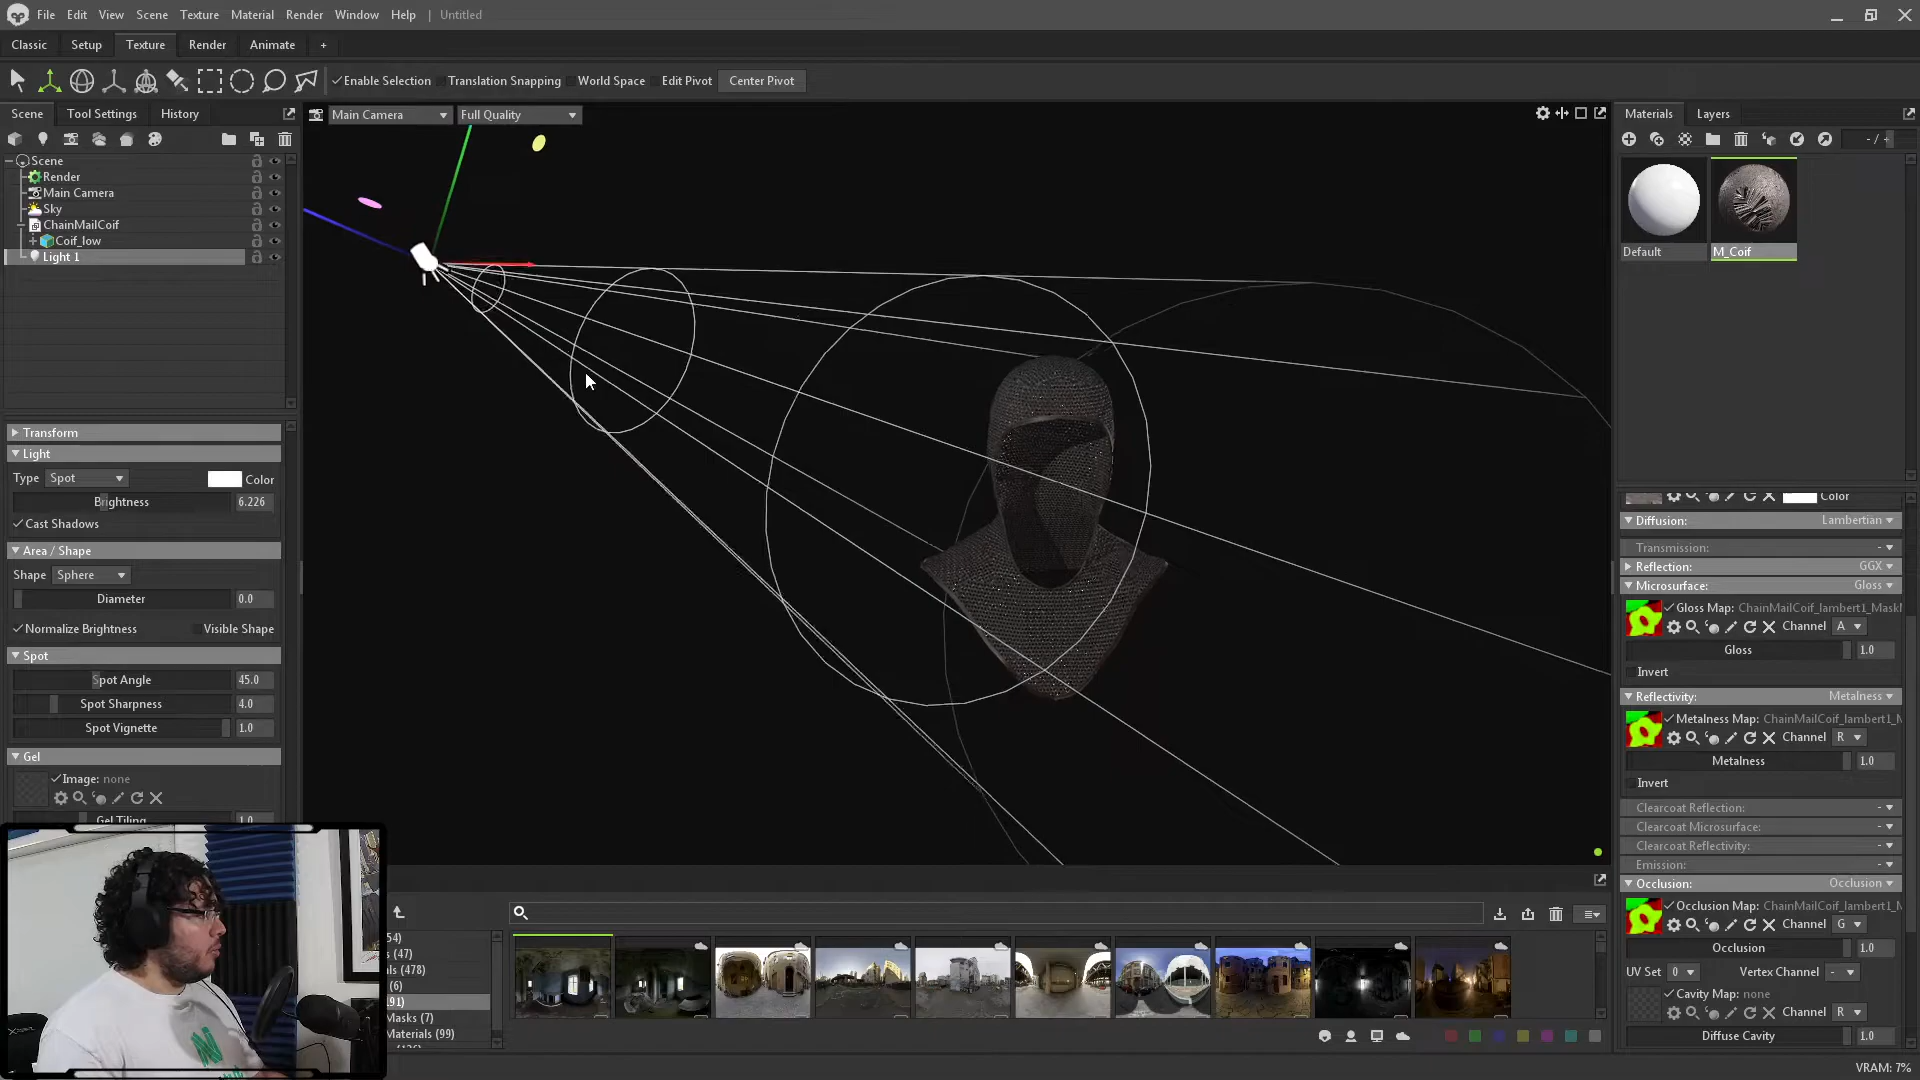 File Edit View Scene Texture Material Render Window Help | Untitled
Classic Setup Texture Render Animate +
Enable Selection Translation Snapping World Space Edit Pivot Center Pivot
Scene Tool Settings History
Main Camera Full Quality
Materials Layers
Scene
Render
Main Camera
Sky
ChainMailCoif
Coif_low
Light 1
- / -
Default M_Coif
Transform
Light
Type Spot Color
Brightness 6.226
Cast Shadows
Area / Shape
Shape Sphere
Diameter 0.0
Normalize Brightness Visible Shape
Spot
Spot Angle 45.0
Spot Sharpness 4.0
Spot Vignette 1.0
Gel
Image: none
Gel Tiling 1.0
Color
Diffusion: Lambertian
Transmission: -
Reflection: GGX
Microsurface: Gloss
Gloss Map: ChainMailCoif_lambert1_Mask
Channel A
Gloss 1.0
Invert
Reflectivity: Metalness
Metalness Map: ChainMailCoif_lambert1_M
Channel R
Metalness 1.0
Invert
Clearcoat Reflection: -
Clearcoat Microsurface: -
Clearcoat Reflectivity: -
Emission: -
Occlusion: Occlusion
Occlusion Map: ChainMailCoif_lambert1_M
Channel G
Occlusion 1.0
UV Set 0 Vertex Channel -
Cavity Map: none
Channel R
Diffuse Cavity 1.0
54)
s (47)
als (478)
(6)
91)
Masks (7)
Materials (99)
N
VRAM: 7%